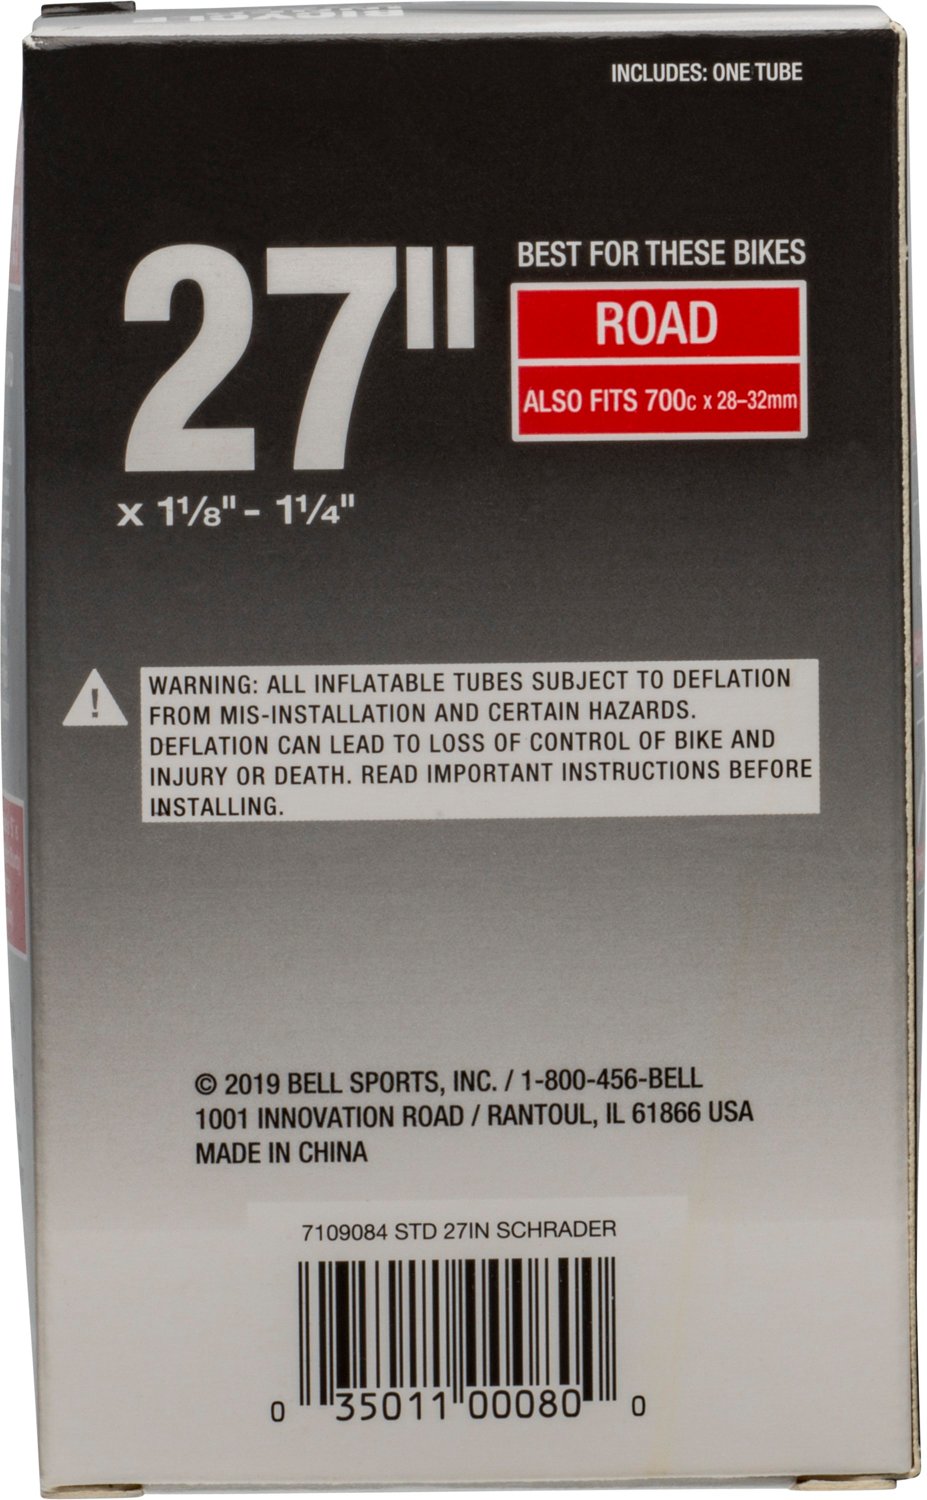 INCLUDES: ONE TUBE
27"
x 1⅛" - 1¼"
BEST FOR THESE BIKES
ROAD
ALSO FITS 700c x 28–32mm
WARNING: ALL INFLATABLE TUBES SUBJECT TO DEFLATION
FROM MIS-INSTALLATION AND CERTAIN HAZARDS.
DEFLATION CAN LEAD TO LOSS OF CONTROL OF BIKE AND
INJURY OR DEATH. READ IMPORTANT INSTRUCTIONS BEFORE
INSTALLING.
© 2019 BELL SPORTS, INC. / 1-800-456-BELL
1001 INNOVATION ROAD / RANTOUL, IL 61866 USA
MADE IN CHINA
7109084 STD 27IN SCHRADER
0 35011 00080 0